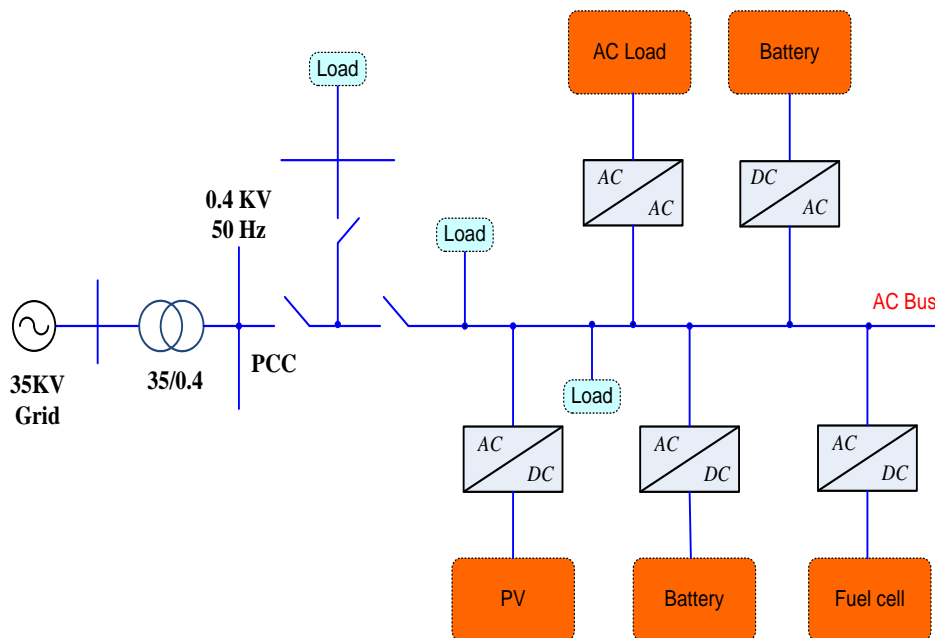 Load
AC Load
Battery
AC
AC
DC
AC
0.4 KV
50 Hz
Load
AC Bus
35KV
Grid
35/0.4
PCC
Load
AC
DC
AC
DC
AC
DC
PV
Battery
Fuel cell